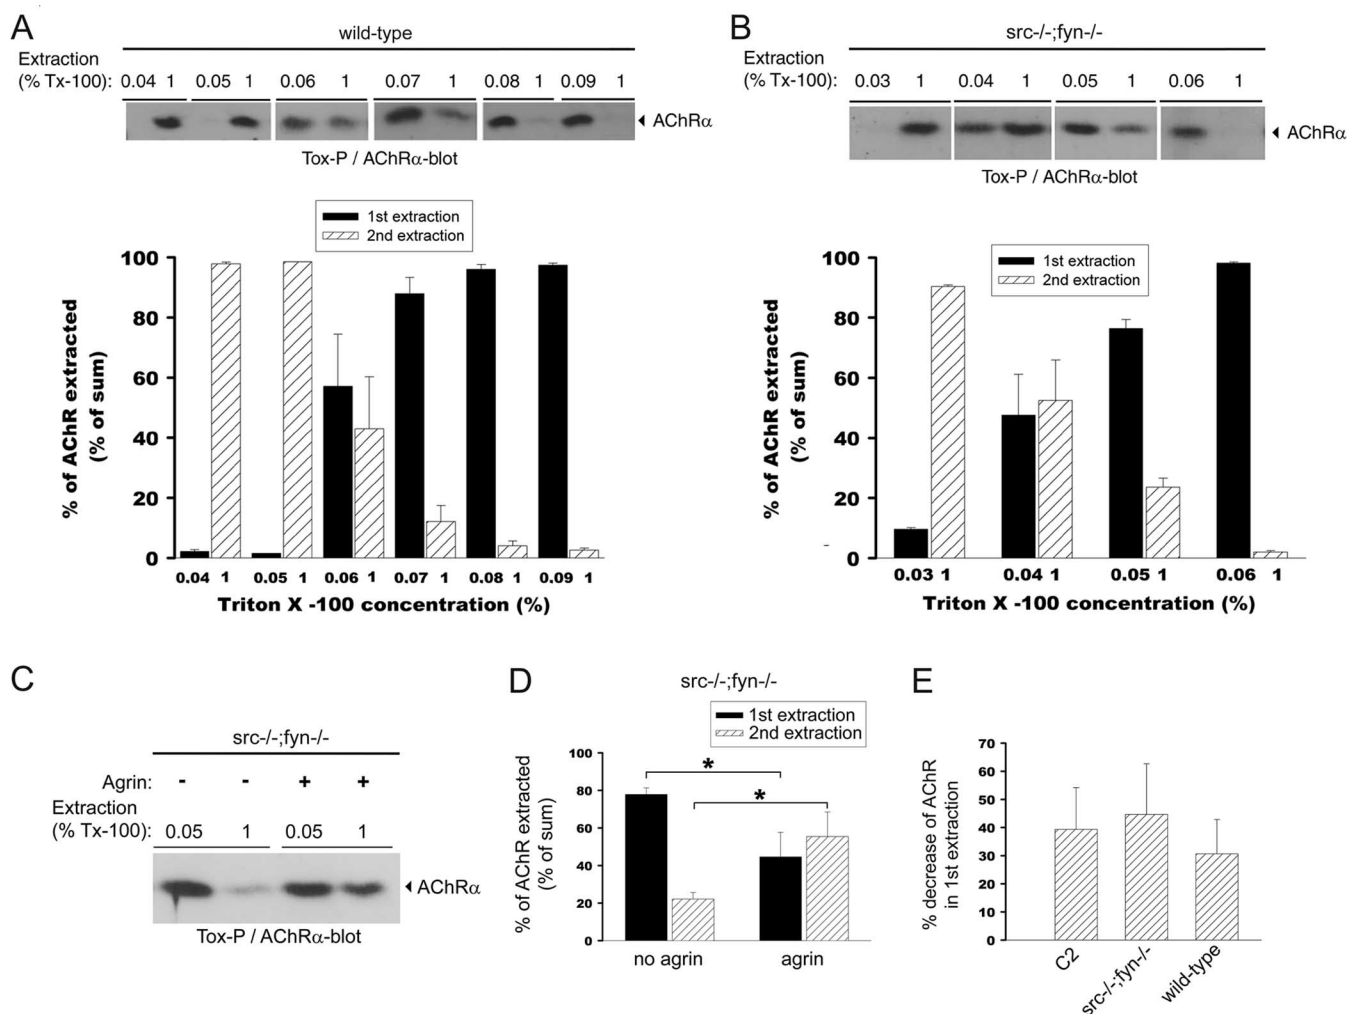 A
wild-type
Extraction
(% Tx-100): 0.04 1 0.05 1 0.06 1 0.07 1 0.08 1 0.09 1
AChRα
Tox-P / AChRα-blot
1st extraction
2nd extraction
% of AChR extracted
(% of sum)
100
80
60
40
20
0
0.04 1 0.05 1 0.06 1 0.07 1 0.08 1 0.09 1
Triton X -100 concentration (%)
B
src-/-;fyn-/-
Extraction
(% Tx-100): 0.03 1 0.04 1 0.05 1 0.06 1
AChRα
Tox-P / AChRα-blot
1st extraction
2nd extraction
% of AChR extracted
(% of sum)
100
80
60
40
20
0
0.03 1 0.04 1 0.05 1 0.06 1
Triton X -100 concentration (%)
C
src-/-;fyn-/-
Agrin: - - + +
Extraction
(% Tx-100): 0.05 1 0.05 1
AChRα
Tox-P / AChRα-blot
D
src-/-;fyn-/-
1st extraction
2nd extraction
% of AChR extracted
(% of sum)
100
80
60
40
20
0
* *
no agrin agrin
E
% decrease of AChR
in 1st extraction
70
60
50
40
30
20
10
0
C2 src-/-;fyn-/- wild-type